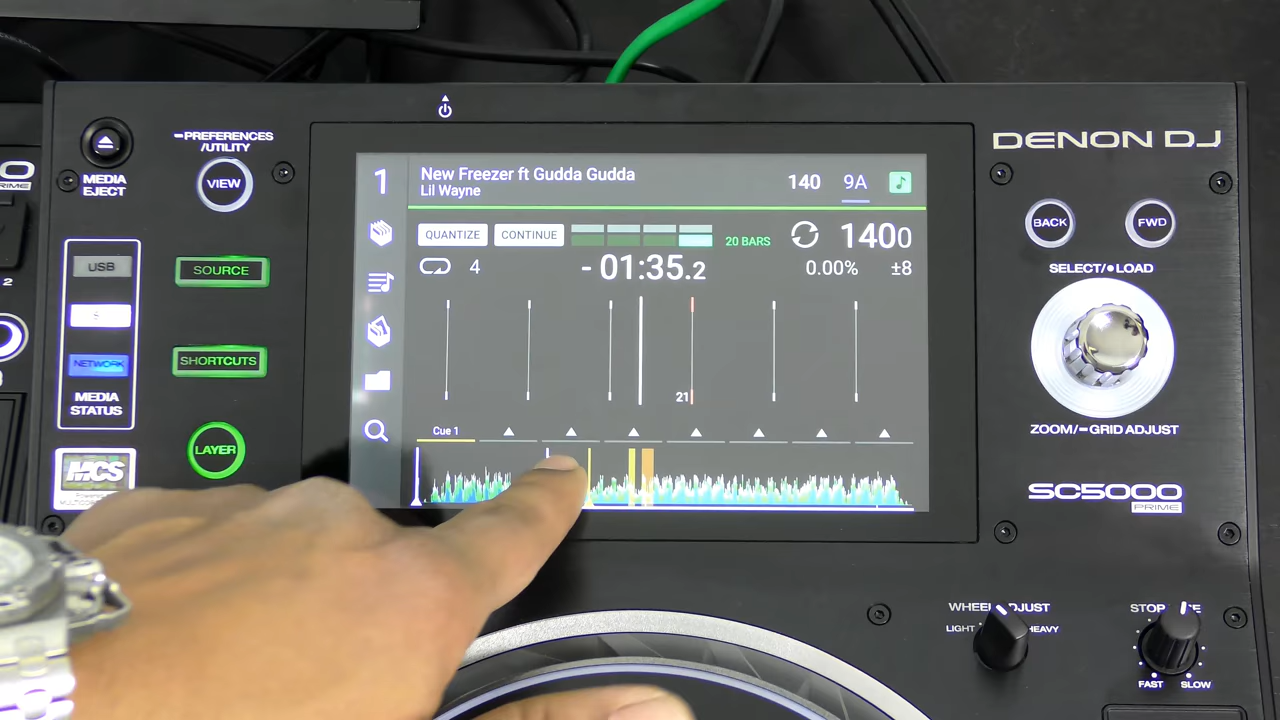 PREFERENCES
/UTILITY
VIEW
MEDIA
EJECT
USB
NETWORK
MEDIA
STATUS
MCS
SOURCE
SHORTCUTS
LAYER
1
New Freezer ft Gudda Gudda
Lil Wayne
140
9A
QUANTIZE
CONTINUE
20 BARS
1400
4
- 01:35.2
0.00%
±8
21
Cue 1
DENON DJ
BACK
FWD
SELECT/●LOAD
ZOOM/━GRID ADJUST
SC5000
PRIME
WHEEL ADJUST
LIGHT
HEAVY
FAST
SLOW
2